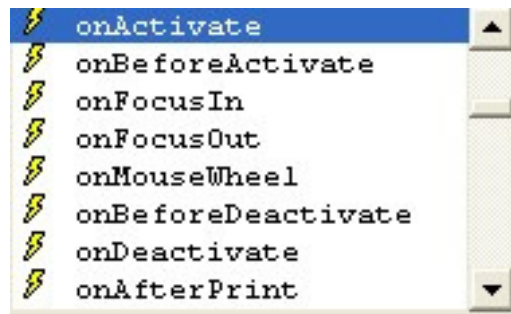 onActivate
onBeforeActivate
onFocusIn
onFocusOut
onMouseWheel
onBeforeDeactivate
onDeactivate
onAfterPrint